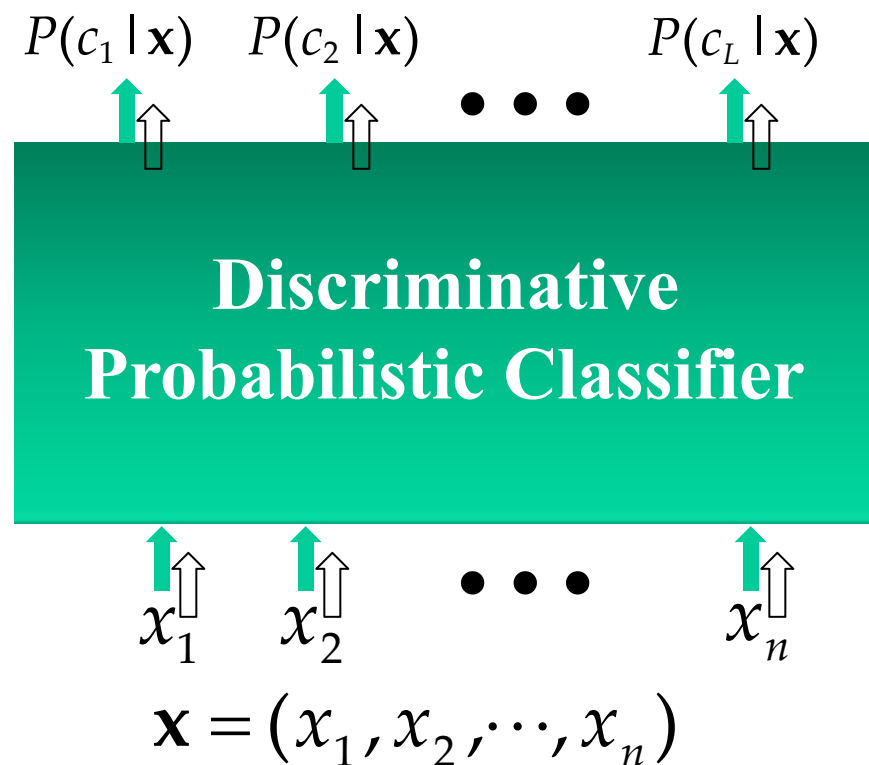 P(c₁ | x) P(c₂ | x) • • • P(c_L | x)
Discriminative
Probabilistic Classifier
x₁ x₂ • • • xₙ
x = (x₁, x₂, ⋯, xₙ)